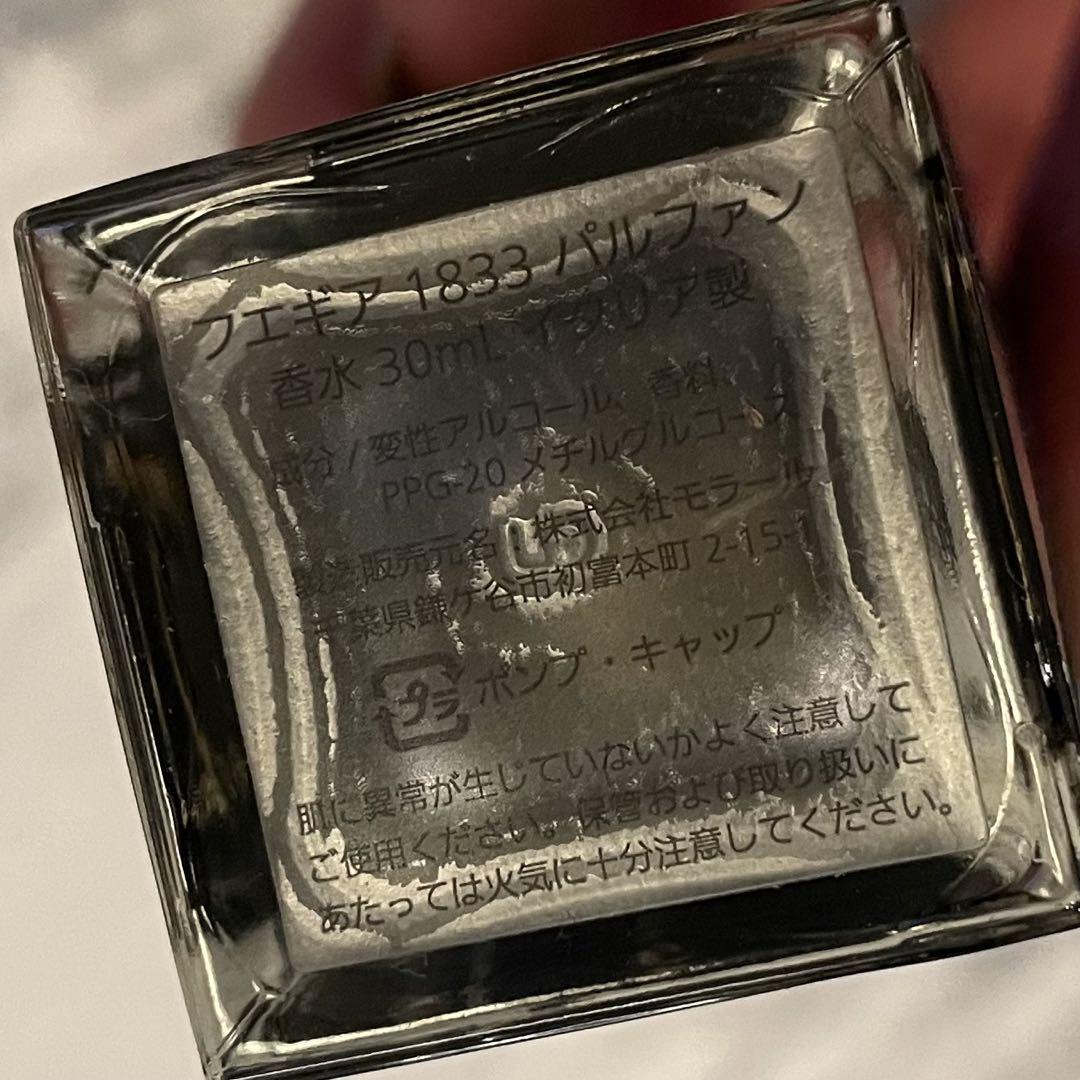 フエギア 1833 パルファン
香水 30mL イタリア製
成分 / 変性アルコール、香料、
PPG-20 メチルグルコース
製造販売元名:株式会社モラール
千葉県鎌ケ谷市初富本町 2-15-1
プラ ポンプ・キャップ
肌に異常が生じていないかよく注意して
ご使用ください。保管および取り扱いに
あたっては火気に十分注意してください。